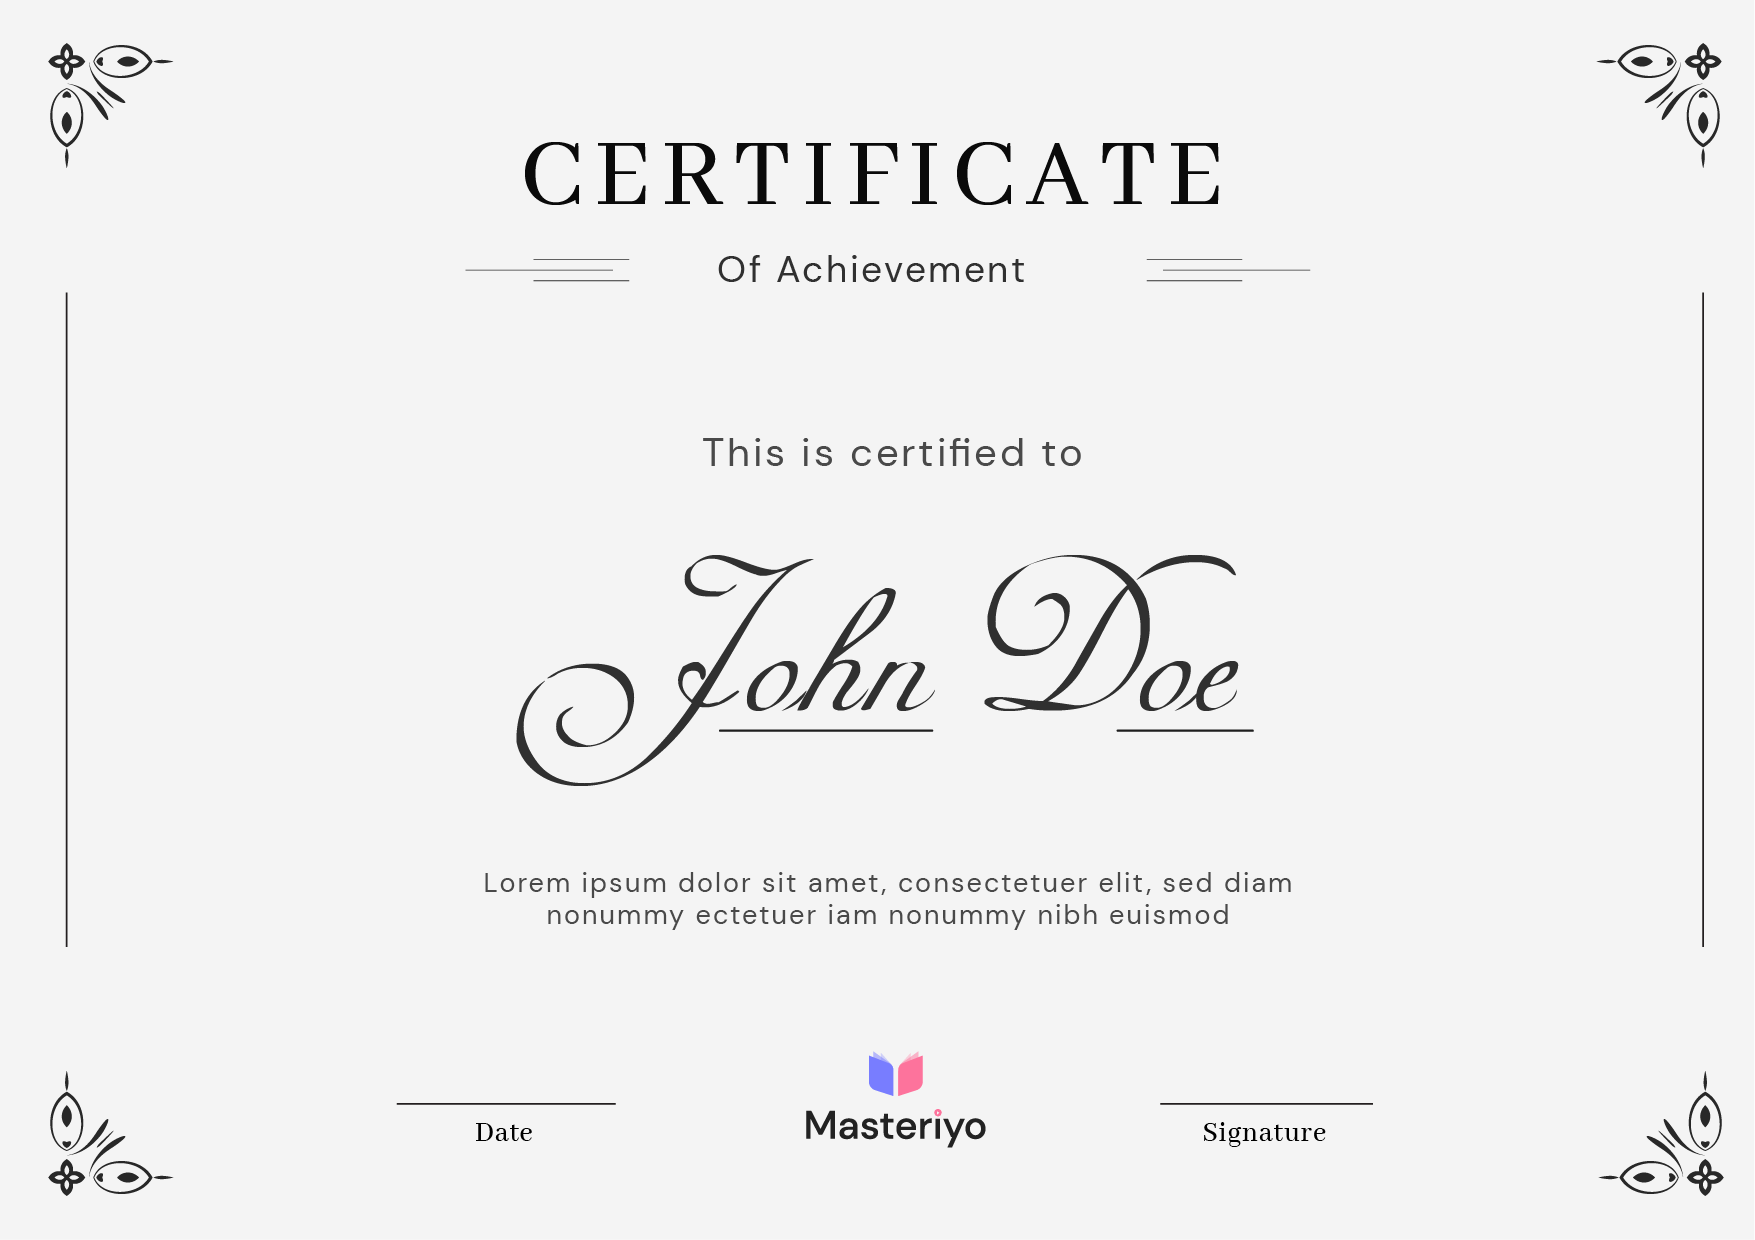 CERTIFICATE
Of Achievement
This is certified to
John Doe
Lorem ipsum dolor sit amet, consectetuer elit, sed diam
nonummy ectetuer iam nonummy nibh euismod
Date
Masteriyo
Signature